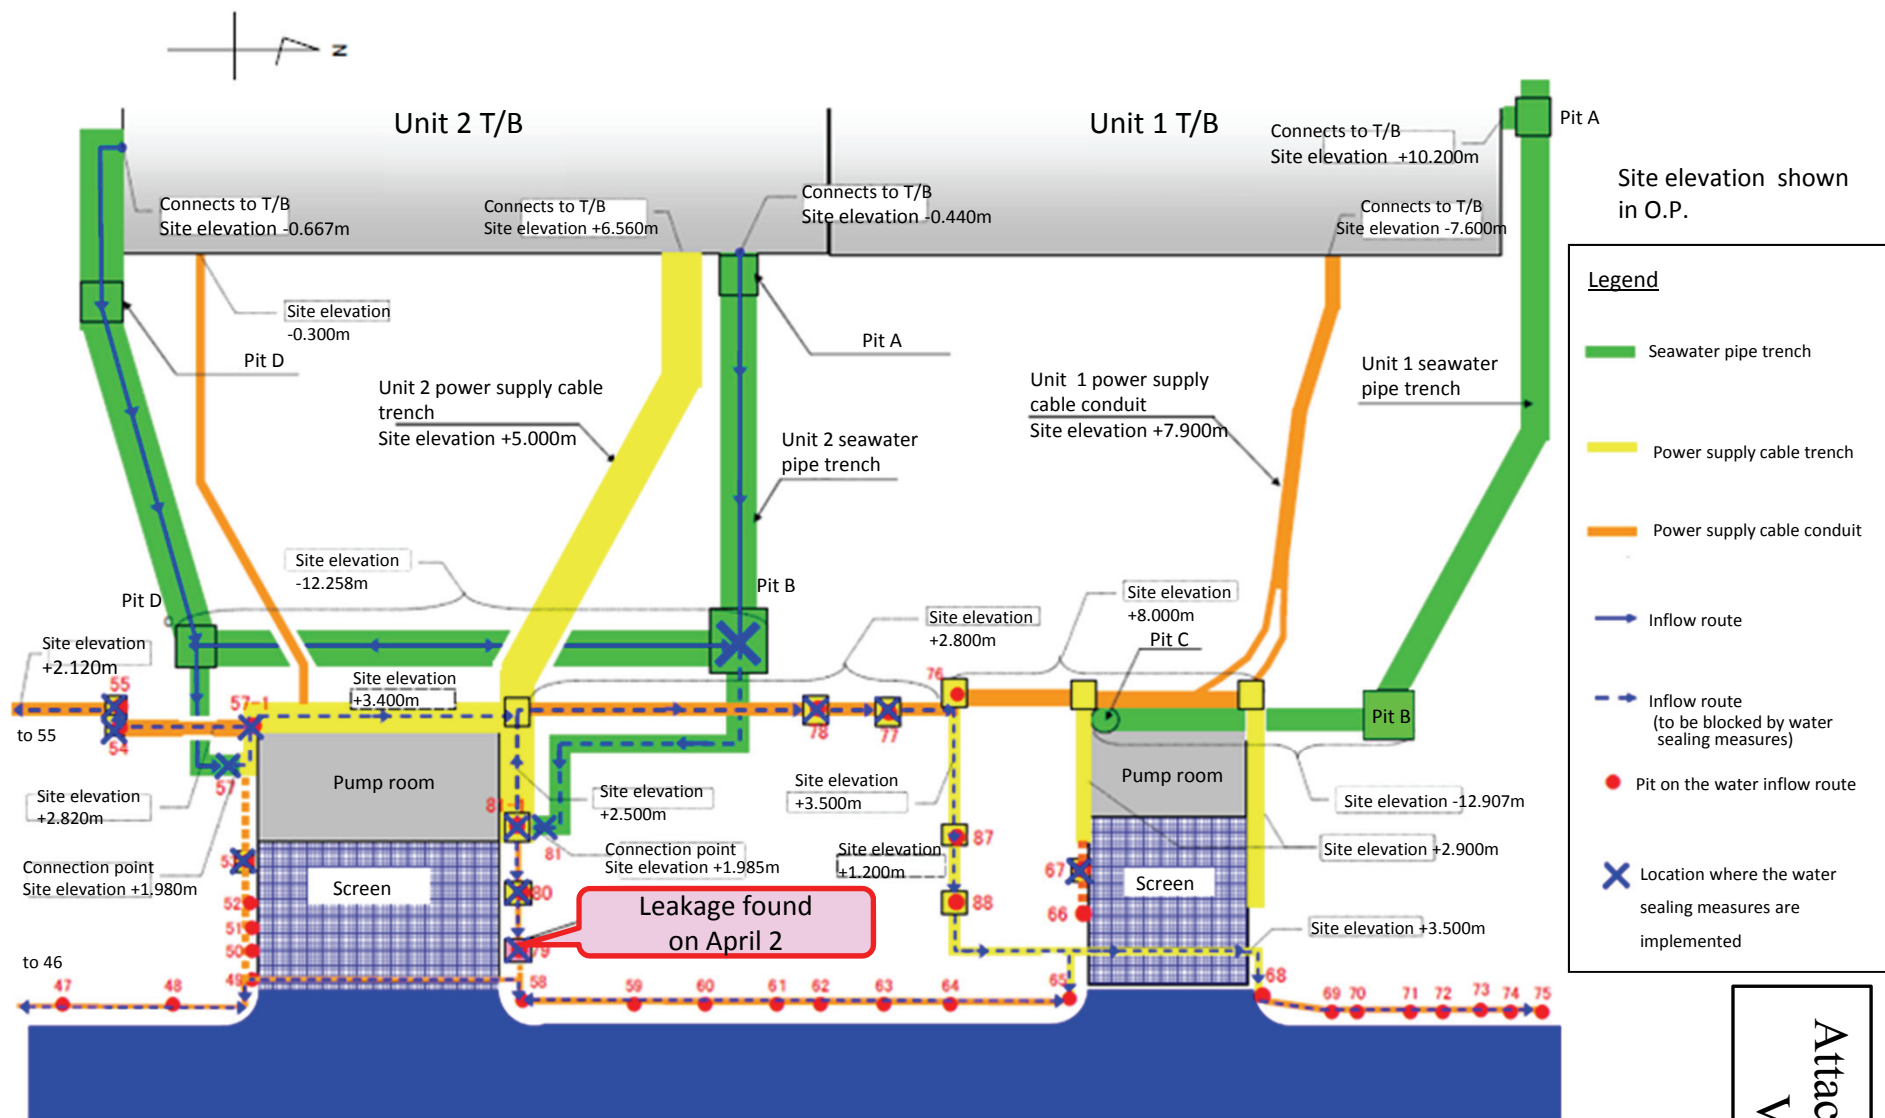 N
Unit 2 T/B
Unit 1 T/B
Connects to T/B
Site elevation +10.200m
Pit A
Site elevation shown
in O.P.
Connects to T/B
Site elevation -0.667m
Connects to T/B
Site elevation +6.560m
Connects to T/B
Site elevation -0.440m
Connects to T/B
Site elevation -7.600m
Legend
Seawater pipe trench
Power supply cable trench
Power supply cable conduit
Inflow route
Inflow route
(to be blocked by water
sealing measures)
Pit on the water inflow route
Location where the water
sealing measures are
implemented
Site elevation
-0.300m
Pit D
Pit A
Unit 2 power supply cable
trench
Site elevation +5.000m
Unit 1 power supply
cable conduit
Site elevation +7.900m
Unit 1 seawater
pipe trench
Unit 2 seawater
pipe trench
Site elevation
-12.258m
Pit B
Pit D
Site elevation
+8.000m
Site elevation
+2.800m
Pit C
Site elevation
+2.120m
Site elevation
+3.400m
55
57-1
76
Pit B
to 55
54
78
77
57
Pump room
Pump room
Site elevation
+2.820m
Site elevation
+2.500m
Site elevation
+3.500m
Site elevation -12.907m
81-1
87
Connection point
Site elevation +1.980m
81
Connection point
Site elevation +1.985m
Site elevation
+1.200m
Site elevation +2.900m
53
67
Screen
Screen
80
88
52
66
Leakage found
on April 2
51
Site elevation +3.500m
50
79
to 46
49
58
65
68
47
48
59
60
61
62
63
64
69
70
71
72
73
74
75
Attac
V